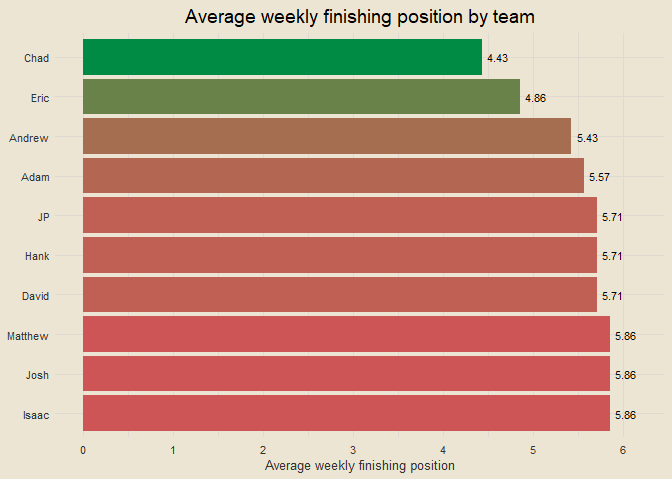 Average weekly finishing position by team
Chad 4.43
Eric 4.86
Andrew 5.43
Adam 5.57
JP 5.71
Hank 5.71
David 5.71
Matthew 5.86
Josh 5.86
Isaac 5.86
0 1 2 3 4 5 6
Average weekly finishing position